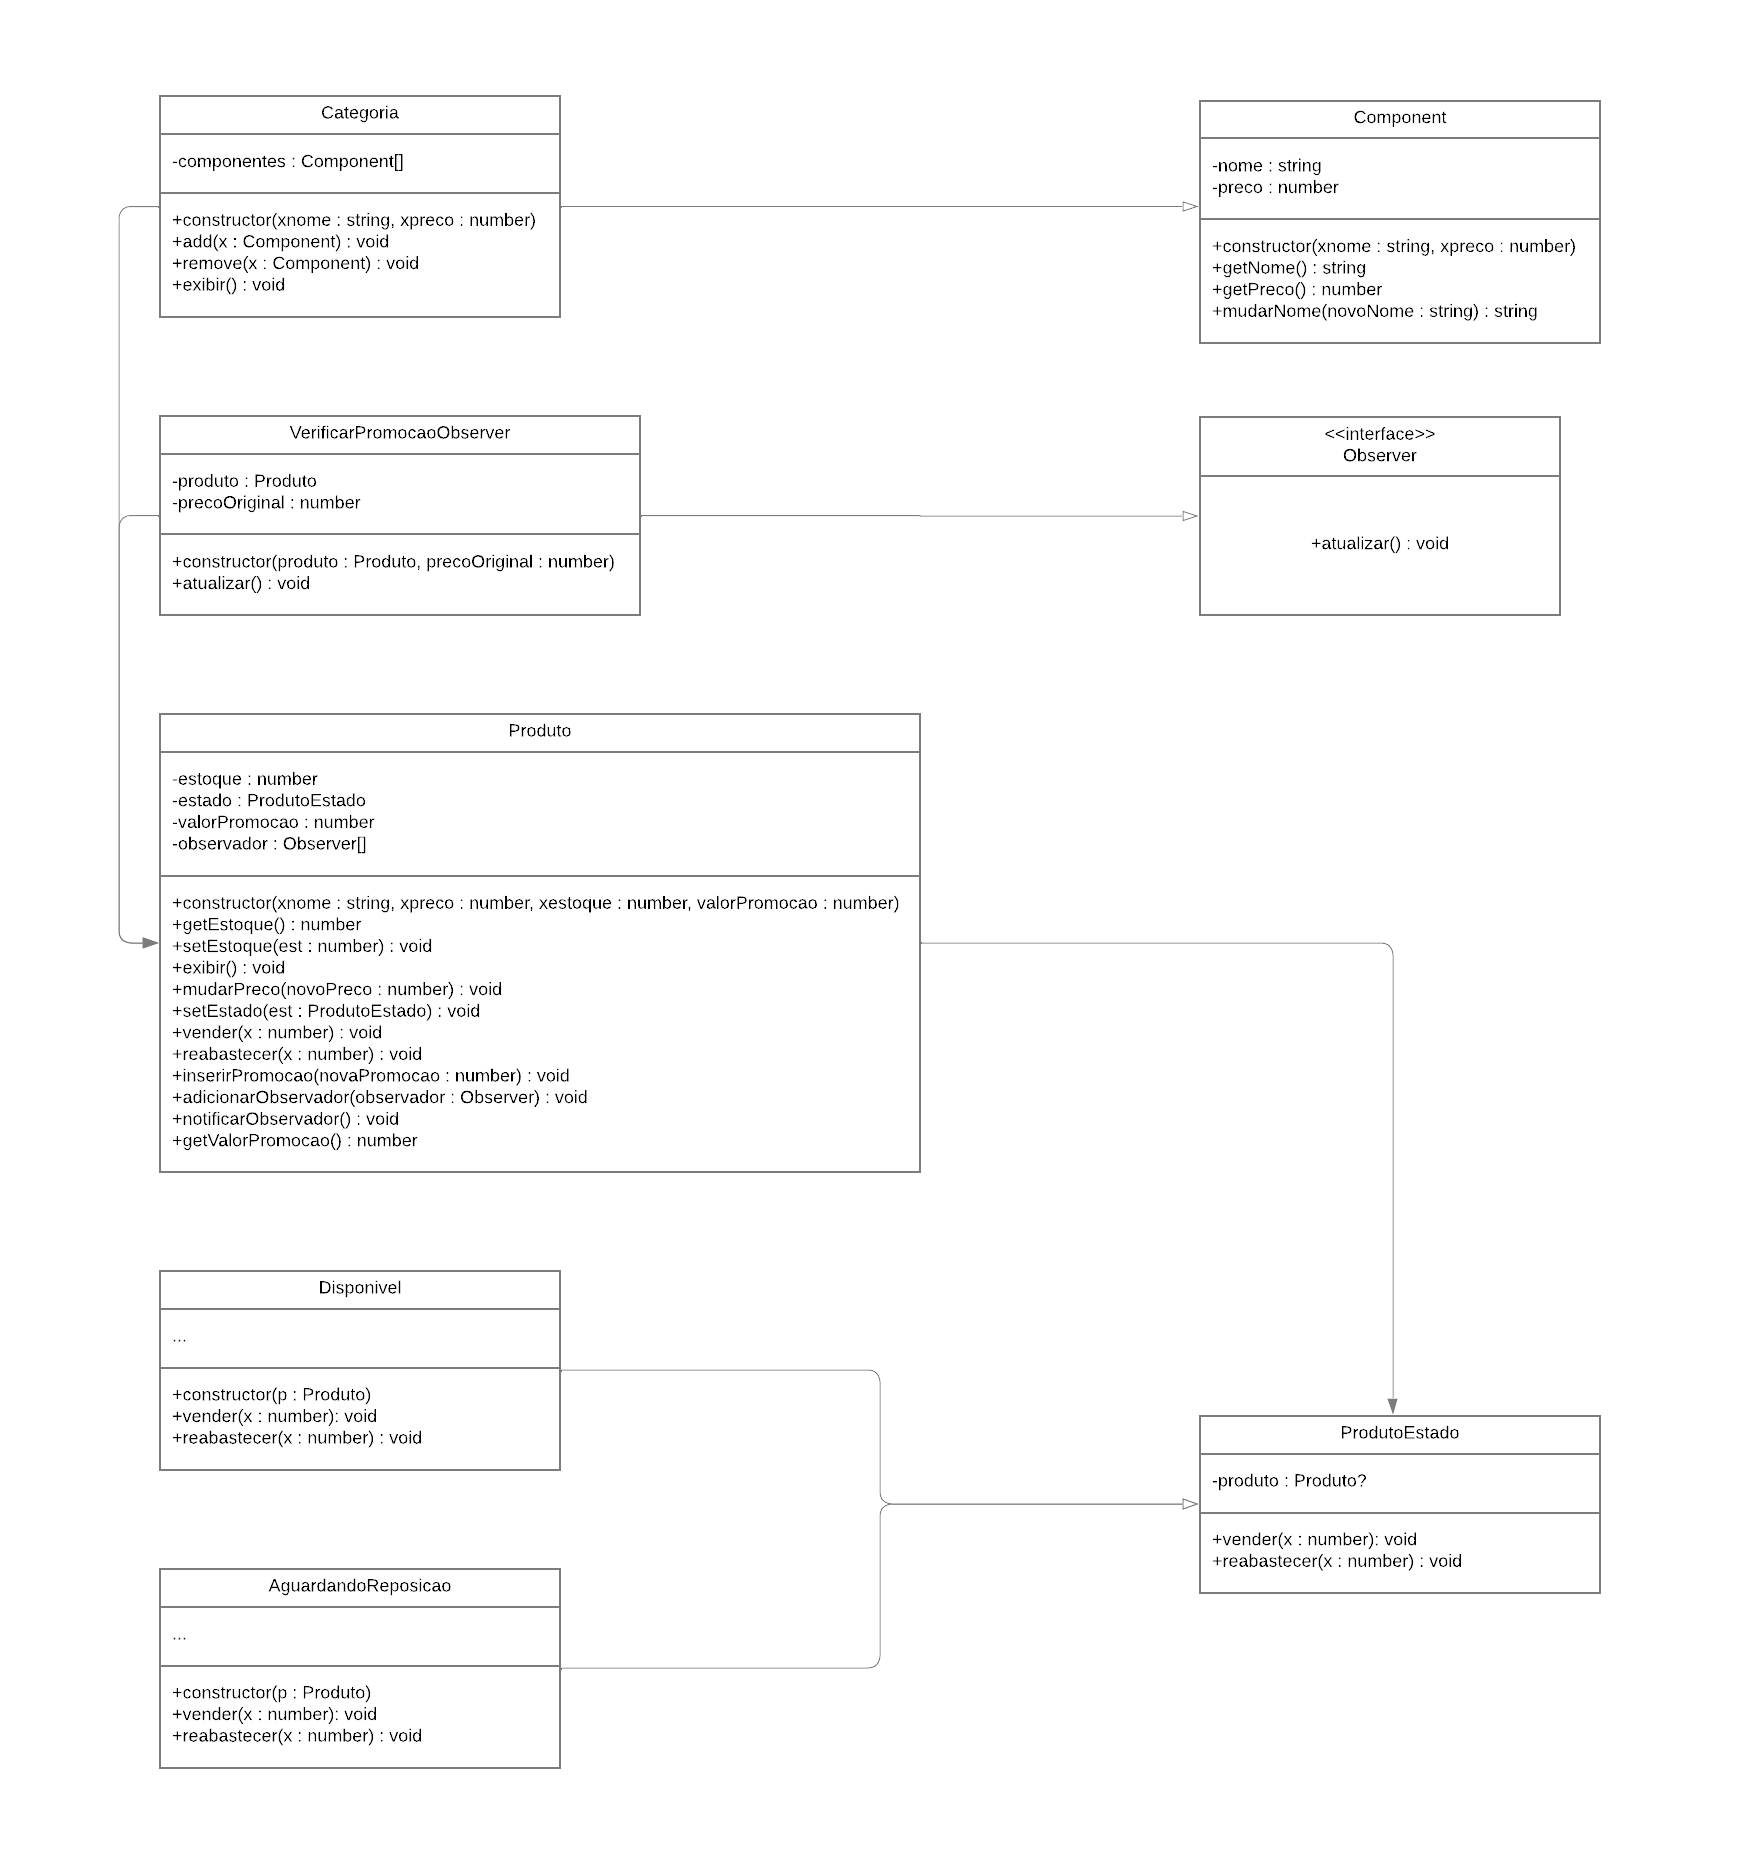 Categoria
-componentes : Component[]
+constructor(xnome : string, xpreco : number)
+add(x : Component) : void
+remove(x : Component) : void
+exibir() : void
Component
-nome : string
-preco : number
+constructor(xnome : string, xpreco : number)
+getNome() : string
+getPreco() : number
+mudarNome(novoNome : string) : string
VerificarPromocaoObserver
-produto : Produto
-precoOriginal : number
+constructor(produto : Produto, precoOriginal : number)
+atualizar() : void
<<interface>>
Observer
+atualizar() : void
Produto
-estoque : number
-estado : ProdutoEstado
-valorPromocao : number
-observador : Observer[]
+constructor(xnome : string, xpreco : number, xestoque : number, valorPromocao : number)
+getEstoque() : number
+setEstoque(est : number) : void
+exibir() : void
+mudarPreco(novoPreco : number) : void
+setEstado(est : ProdutoEstado) : void
+vender(x : number) : void
+reabastecer(x : number) : void
+inserirPromocao(novaPromocao : number) : void
+adicionarObservador(observador : Observer) : void
+notificarObservador() : void
+getValorPromocao() : number
Disponivel
...
+constructor(p : Produto)
+vender(x : number): void
+reabastecer(x : number) : void
ProdutoEstado
-produto : Produto?
+vender(x : number): void
+reabastecer(x : number) : void
AguardandoReposicao
...
+constructor(p : Produto)
+vender(x : number): void
+reabastecer(x : number) : void